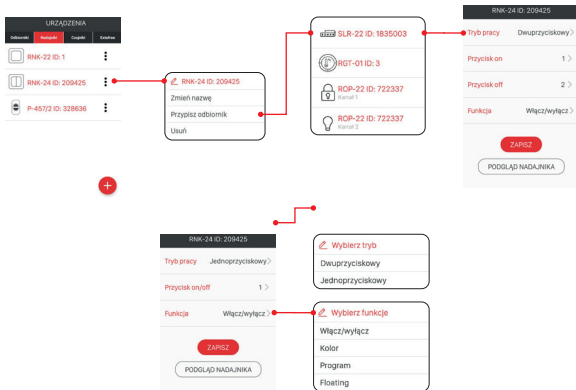 URZĄDZENIA
Odbiorniki Nadajniki Czujniki Extafree
RNK-22 ID: 1
RNK-24 ID: 209425
P-457/2 ID: 328636
RNK-24 ID: 209425
Zmień nazwę
Przypisz odbiornik
Usuń
SLR-22 ID: 1835003
RGT-01 ID: 3
ROP-22 ID: 722337
Kanał 1
ROP-22 ID: 722337
Kanał 2
RNK-24 ID: 209425
Tryb pracy Dwuprzyciskowy
Przycisk on 1 >
Przycisk off 2 >
Funkcja Włącz/wyłącz >
ZAPISZ
PODGLĄD NADAJNIKA
RNK-24 ID: 209425
Tryb pracy Jednoprzyciskowy >
Przycisk on/off 1 >
Funkcja Włącz/wyłącz >
ZAPISZ
PODGLĄD NADAJNIKA
Wybierz tryb
Dwuprzyciskowy
Jednoprzyciskowy
Wybierz funkcje
Włącz/wyłącz
Kolor
Program
Floating